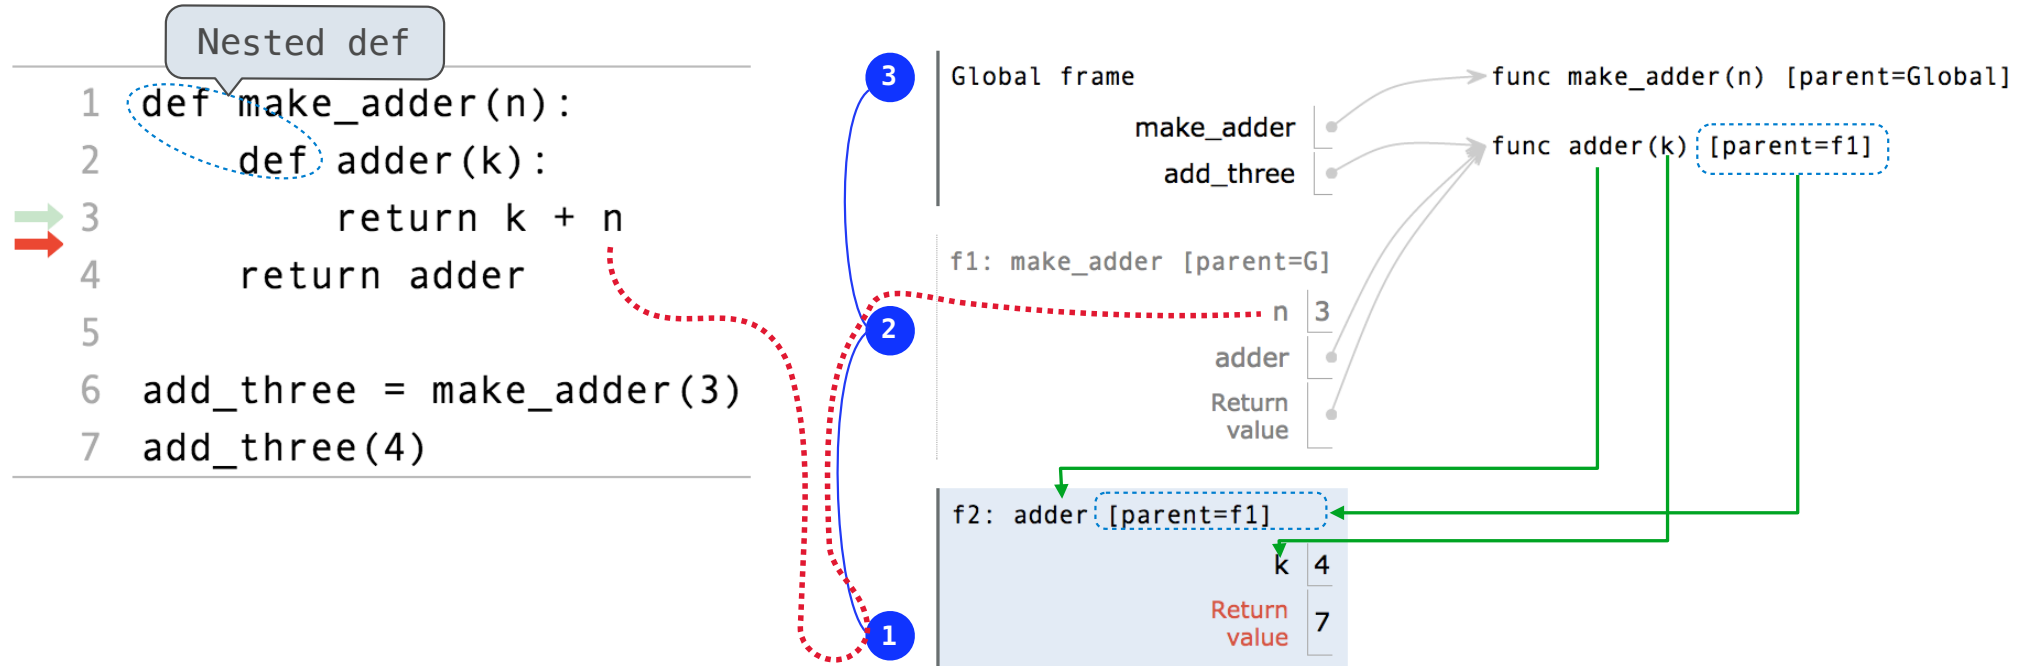 Nested def
1 def make_adder(n):
2 def adder(k):
3 return k + n
4 return adder
5
6 add_three = make_adder(3)
7 add_three(4)
3
2
1
Global frame
make_adder
add_three
func make_adder(n) [parent=Global]
func adder(k) [parent=f1]
f1: make_adder [parent=G]
n 3
adder
Return
value
f2: adder [parent=f1]
k 4
Return
value 7